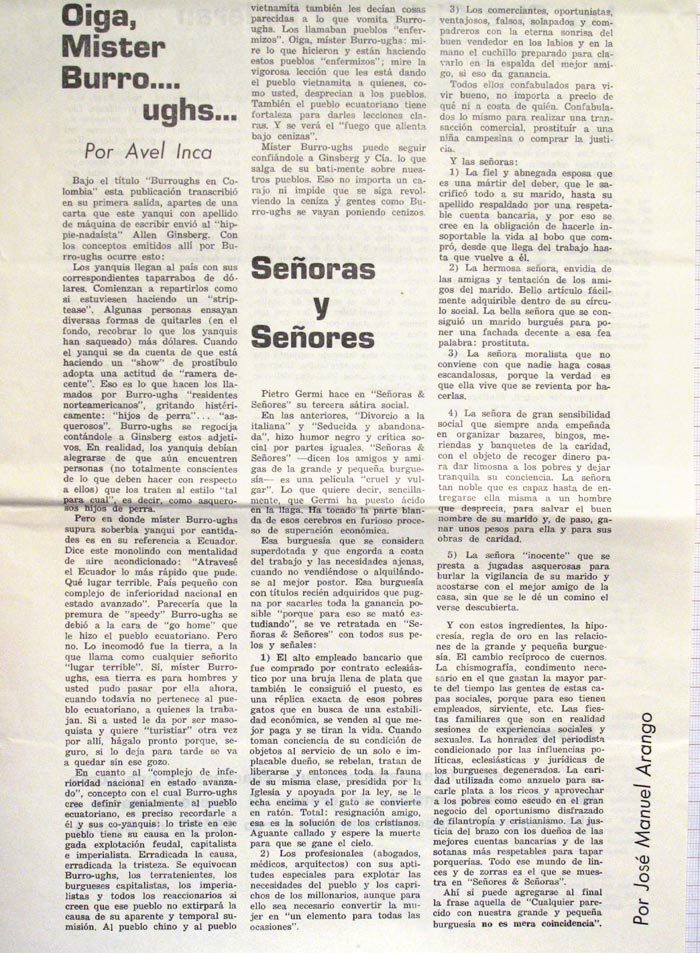 Oiga,
Mister
Burro....
ughs...
Por Avel Inca
Bajo el título "Burroughs en Co-
lombia" esta publicación transcribió
en su primera salida, apartes de una
carta que este yanqui con apellido
de máquina de escribir envió al "hip-
pie-nadaísta" Allen Ginsberg. Con
los conceptos emitidos allí por Bu-
rro-ughs ocurre esto:
Los yanquis llegan al país con sus
correspondientes taparrabos de dó-
lares. Comienzan a repartirlos como
si estuviesen haciendo un "strip-
tease". Algunas personas ensayan
diversas formas de quitarles (en el
fondo, recobrar lo que los yanquis
han saqueado) más dólares. Cuando
el yanqui se da cuenta de que está
haciendo un "show" de prostíbulo
adopta una actitud de "ramera de-
cente". Eso es lo que hacen los lla-
mados por Burro-ughs "residentes
norteamericanos", gritando histéri-
camente: "hijos de perra"... "as-
querosos". Burro-ughs se regocija
contándole a Ginsberg estos adjeti-
vos. En realidad, los yanquis debían
alegrarse de que aún encuentren
personas (no totalmente conscientes
de lo que deben hacer con respecto
a ellos) que los traten al estilo "tal
para cual", es decir, como asquero-
sos hijos de perra.
Pero en donde míster Burro-ughs
supura soberbia yanqui por cantida-
des es en su referencia a Ecuador.
Dice este monolindo con mentalidad
de aire acondicionado: "Atravesé
el Ecuador lo más rápido que pude.
Qué lugar terrible. País pequeño con
complejo de inferioridad nacional en
estado avanzado". Parecería que la
premura de "speedy" Burro-ughs se
debió a la cara de "go home" que
le hizo el pueblo ecuatoriano. Pero
no. Lo incomodó fue la tierra, a la
que llama como cualquier señorito
"lugar terrible". Sí, míster Burro-
ughs, esa tierra es para hombres y
usted pudo pasar por ella ahora,
cuando todavía no pertenece al pue-
blo ecuatoriano, a quienes la traba-
jan. Si a usted le da por ser maso-
quista y quiere "turistiar" otra vez
por allí, hágalo pronto porque, se-
guro, si lo deja para tarde se va
a quedar sin ese gozo.
En cuanto al "complejo de infe-
rioridad nacional en estado avanza-
do", concepto con el cual Burro-ughs
cree definir genialmente al pueblo
ecuatoriano, es preciso recordarle a
él y sus co-yanquis: lo triste en ese
pueblo tiene su causa en la prolon-
gada explotación feudal, capitalista
e imperialista. Erradicada la causa,
erradicada la tristeza. Se equivocan
Burro-ughs, los terratenientes, los
burgueses capitalistas, los imperia-
listas y todos los reaccionarios si
creen que ese pueblo no extirpará la
causa de su aparente y temporal su-
misión. Al pueblo chino y al pueblo
vietnamita también les decían cosas
parecidas a lo que vomita Burro-
ughs. Los llamaban pueblos "enfer-
mizos". Oiga, míster Burro-ughs: mi-
re lo que hicieron y están haciendo
estos pueblos "enfermizos"; mire la
vigorosa lección que les está dando
el pueblo vietnamita a quienes, co-
mo usted, desprecian a los pueblos.
También el pueblo ecuatoriano tiene
fortaleza para darles lecciones cla-
ras. Y se verá el "fuego que alienta
bajo cenizas".
Míster Burro-ughs puede seguir
confiándole a Ginsberg y Cía. lo que
salga de su bati-mente sobre nues-
tros pueblos. Eso no importa un ca-
rajo ni impide que se siga revol-
viendo la ceniza y gentes como Bu-
rro-ughs se vayan poniendo cenizos.
Señoras
y
Señores
Pietro Germi hace en "Señoras &
Señores" su tercera sátira social.
En las anteriores, "Divorcio a la
italiana" y "Seducida y abandona-
da", hizo humor negro y crítica so-
cial por partes iguales. "Señoras &
Señores" —dicen los amigos y ami-
gas de la grande y pequeña burgue-
sía— es una película "cruel y vul-
gar". Lo que quiere decir, sencilla-
mente, que Germi ha puesto ácido
en la llaga. Ha tocado la parte blan-
da de esos cerebros en furioso proce-
so de superación económica.
Esa burguesía que se considera
superdotada y que engorda a costa
del trabajo y las necesidades ajenas,
cuando no vendiéndose o alquilándo-
se al mejor postor. Esa burguesía
con títulos recién adquiridos que pug-
na por sacarles toda la ganancia po-
sible "porque para eso se mató es-
tudiando", se ve retratada en "Se-
ñoras & Señores" con todos sus pe-
los y señales:
1) El alto empleado bancario que
fue comprado por contrato eclesiás-
tico por una bruja llena de plata que
también le consiguió el puesto, es
una réplica exacta de esos pobres
gatos que en busca de una estabili-
dad económica, se venden al que me-
jor paga y se tiran la vida. Cuando
toman conciencia de su condición de
objetos al servicio de un solo e im-
placable dueño, se rebelan, tratan de
liberarse y entonces toda la fauna
de su misma clase, presidida por la
Iglesia y apoyada por la ley, se le
echa encima y el gato se convierte
en ratón. Total: resignación amigo,
esa es la solución de los cristianos.
Aguante callado y espere la muerte
para que se gane el cielo.
2) Los profesionales (abogados,
médicos, arquitectos) con sus apti-
tudes especiales para explotar las
necesidades del pueblo y los capri-
chos de los millonarios, aunque para
ello sea necesario convertir la mu-
jer en "un elemento para todas las
ocasiones".
3) Los comerciantes, oportunistas,
ventajosos, falsos, solapados y com-
padreros con la eterna sonrisa del
buen vendedor en los labios y en la
mano el cuchillo preparado para cla-
varlo en la espalda del mejor ami-
go, si eso da ganancia.
Todos ellos confabulados para vi-
vir bueno, no importa a precio de
qué ni a costa de quién. Confabula-
dos lo mismo para realizar una tran-
sacción comercial, prostituir a una
niña campesina o comprar la justi-
cia.
Y las señoras:
1) La fiel y abnegada esposa que
es una mártir del deber, que le sa-
crificó todo a su marido, hasta su
apellido respaldado por una respeta-
ble cuenta bancaria, y por eso se
cree en la obligación de hacerle in-
soportable la vida al bobo que com-
pró, desde que llega del trabajo has-
ta que vuelve a él.
2) La hermosa señora, envidia de
las amigas y tentación de los ami-
gos del marido. Bello artículo fácil-
mente adquirible dentro de su círcu-
lo social. La bella señora que se con-
siguió un marido burgués para po-
ner una fachada decente a esa fea
palabra: prostituta.
3) La señora moralista que no
conviene con que nadie haga cosas
escandalosas, porque la verdad es
que ella vive que se revienta por ha-
cerlas.
4) La señora de gran sensibilidad
social que siempre anda empeñada
en organizar bazares, bingos, me-
riendas y banquetes de la caridad,
con el objeto de recoger dinero pa-
ra dar limosna a los pobres y dejar
tranquila su conciencia. La señora
tan noble que es capaz hasta de en-
tregarse ella misma a un hombre
que desprecia, para salvar el buen
nombre de su marido y, de paso, ga-
nar unos pesos para ella y para sus
obras de caridad.
5) La señora "inocente" que se
presta a jugadas asquerosas para
burlar la vigilancia de su marido y
acostarse con el mejor amigo de la
casa, sin que se le dé un comino el
verse descubierta.
Y con estos ingredientes, la hipo-
cresía, regla de oro en las relacio-
nes de la grande y pequeña burgue-
sía. El cambio recíproco de cuernos.
La chismografía, condimento nece-
sario en el que gastan la mayor par-
te del tiempo las gentes de estas ca-
pas sociales, porque para eso tienen
empleados, sirviente, etc. Las fies-
tas familiares que son en realidad
sesiones de experiencias sociales y
sexuales. La honradez del periodista
condicionado por las influencias po-
líticas, eclesiásticas y jurídicas de
los burgueses degenerados. La cari-
dad utilizada como anzuelo para sa-
carle plata a los ricos y aprovechar
a los pobres como escudo en el gran
negocio del oportunismo disfrazado
de filantropía y cristianismo. La jus-
ticia del brazo con los dueños de las
mejores cuentas bancarias y de las
sotanas más respetables para tapar
porquerías. Todo ese mundo de lin-
ces y de zorras es el que se mues-
tra en "Señores & Señoras".
Ahí sí puede agregarse al final
la frase aquella de "Cualquier pare-
cido con nuestra grande y pequeña
burguesía no es mera coincidencia".
Por José Manuel Arango